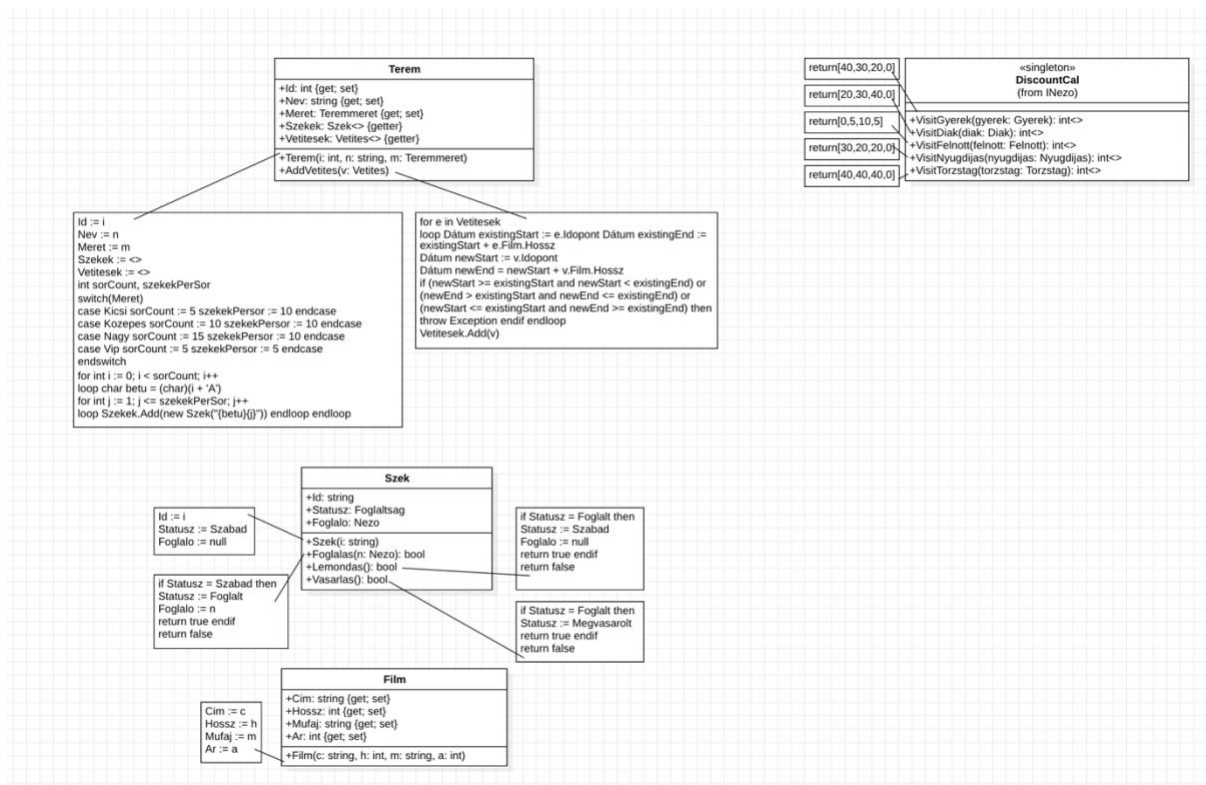 Terem
+Id: int {get; set}
+Nev: string {get; set}
+Meret: Teremmeret {get; set}
+Szekek: Szek<> {getter}
+Vetitesek: Vetites<> {getter}
+Terem(i: int, n: string, m: Teremmeret)
+AddVetites(v: Vetites)
return[40,30,20,0]
return[20,30,40,0]
return[0,5,10,5]
return[30,20,20,0]
return[40,40,40,0]
«singleton»
DiscountCal
(from INezo)
+VisitGyerek(gyerek: Gyerek): int<>
+VisitDiak(diak: Diak): int<>
+VisitFelnott(felnott: Felnott): int<>
+VisitNyugdijas(nyugdijas: Nyugdijas): int<>
+VisitTorzstag(torzstag: Torzstag): int<>
Id := i
Nev := n
Meret := m
Szekek := <>
Vetitesek := <>
int sorCount, szekekPerSor
switch(Meret)
case Kicsi sorCount := 5 szekekPersor := 10 endcase
case Kozepes sorCount := 10 szekekPersor := 10 endcase
case Nagy sorCount := 15 szekekPersor := 10 endcase
case Vip sorCount := 5 szekekPersor := 5 endcase
endswitch
for int i := 0; i < sorCount; i++
loop char betu = (char)(i + 'A')
for int j := 1; j <= szekekPerSor; j++
loop Szekek.Add(new Szek("{betu}{j}")) endloop endloop
for e in Vetitesek
loop Dátum existingStart := e.Idopont Dátum existingEnd :=
existingStart + e.Film.Hossz
Dátum newStart := v.Idopont
Dátum newEnd = newStart + v.Film.Hossz
if (newStart >= existingStart and newStart < existingEnd) or
(newEnd > existingStart and newEnd <= existingEnd) or
(newStart <= existingStart and newEnd >= existingEnd) then
throw Exception endif endloop
Vetitesek.Add(v)
Szek
+Id: string
+Statusz: Foglaltsag
+Foglalo: Nezo
+Szek(i: string)
+Foglalas(n: Nezo): bool
+Lemondas(): bool
+Vasarlas(): bool
Id := i
Statusz := Szabad
Foglalo := null
if Statusz = Szabad then
Statusz := Foglalt
Foglalo := n
return true endif
return false
if Statusz = Foglalt then
Statusz := Szabad
Foglalo := null
return true endif
return false
if Statusz = Foglalt then
Statusz := Megvasarolt
return true endif
return false
Film
+Cim: string {get; set}
+Hossz: int {get; set}
+Mufaj: string {get; set}
+Ar: int {get; set}
+Film(c: string, h: int, m: string, a: int)
Cim := c
Hossz := h
Mufaj := m
Ar := a